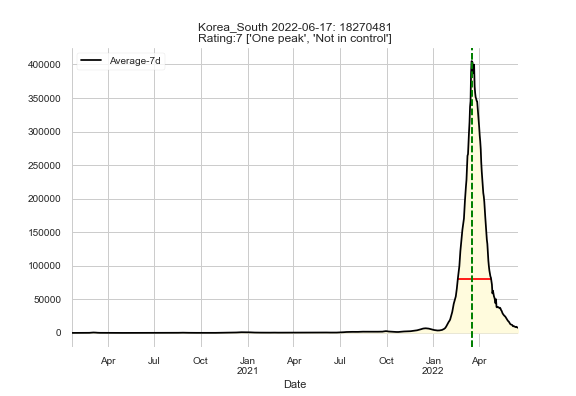 Korea_South 2022-06-17: 18270481
Rating:7 ['One peak', 'Not in control']
Average-7d
400000
350000
300000
250000
200000
150000
100000
50000
0
Apr Jul Oct Jan Apr Jul Oct Jan Apr
2021 2022
Date